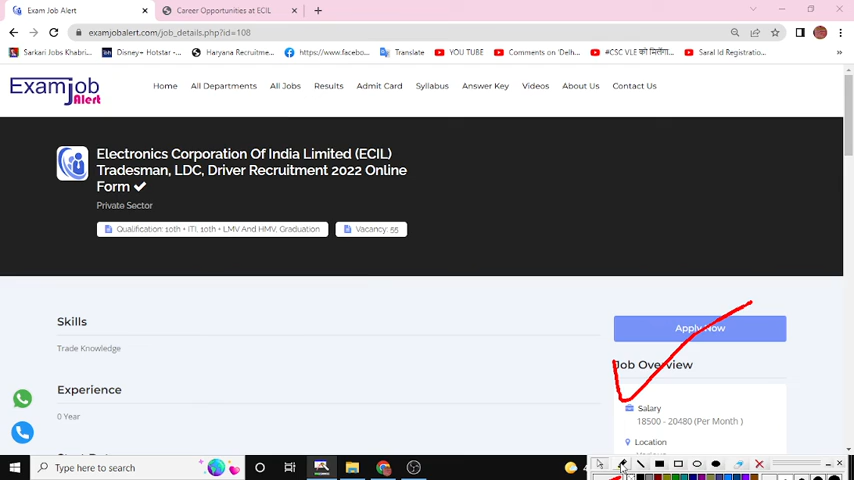 Exam Job Alert
Career Opportunities at ECIL
examjobalert.com/job_details.php?id=108
Sarkari Jobs Khabri...
Disney+ Hotstar -...
Haryana Recruitme...
https://www.facebo...
Translate
YOU TUBE
Comments on 'Delh...
#CSC VLE को मिलेंगा...
Saral Id Registratio...
ExamJob
Alert
Home
All Departments
All Jobs
Results
Admit Card
Syllabus
Answer Key
Videos
About Us
Contact Us
Electronics Corporation Of India Limited (ECIL)
Tradesman, LDC, Driver Recruitment 2022 Online
Form
Private Sector
Qualification: 10th + ITI, 10th + LMV And HMV, Graduation
Vacancy: 55
Skills
Trade Knowledge
Experience
0 Year
Apply Now
Job Overview
Salary
18500 - 20480 (Per Month )
Location
Type here to search